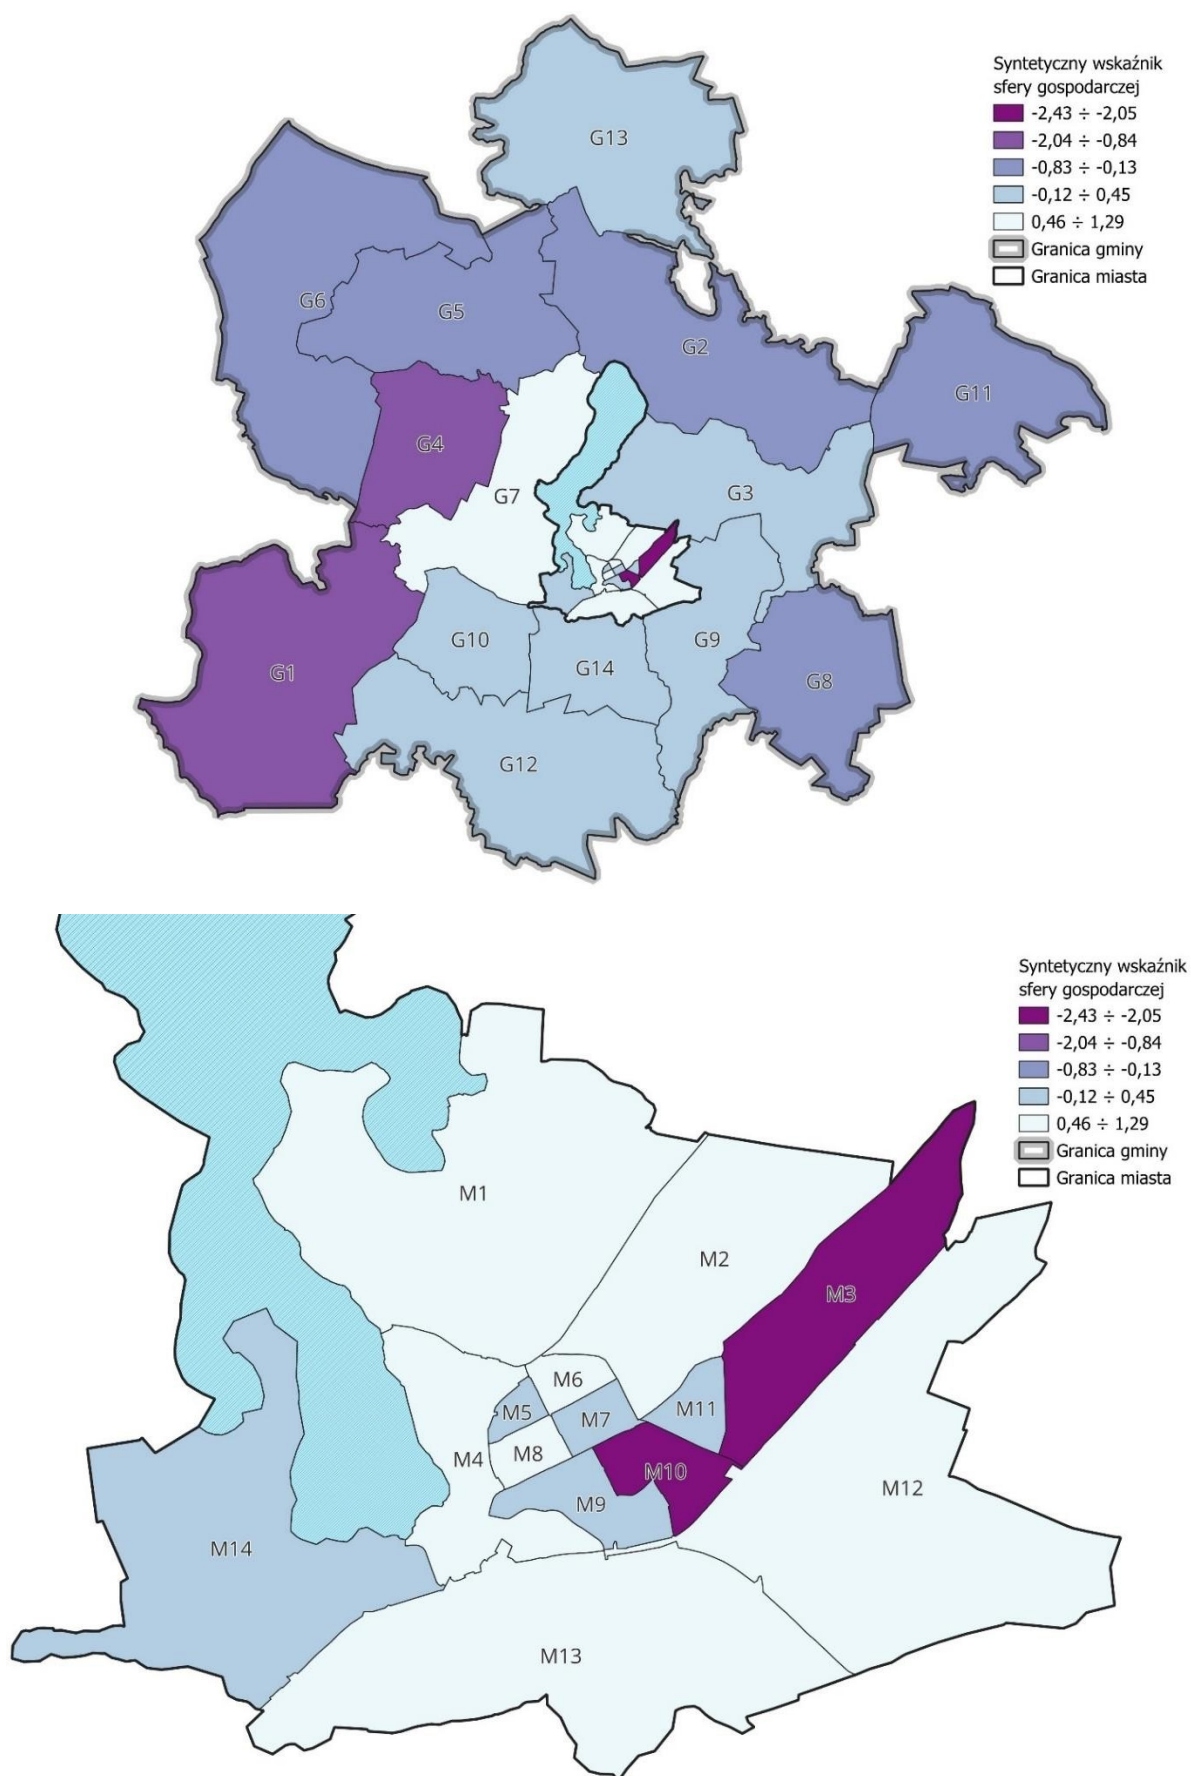 Syntetyczny wskaźnik
sfery gospodarczej
-2,43 ÷ -2,05
-2,04 ÷ -0,84
-0,83 ÷ -0,13
-0,12 ÷ 0,45
0,46 ÷ 1,29
Granica gminy
Granica miasta
G13
G6
G5
G2
G11
G4
G7
G3
G10
G14
G9
G1
G8
G12
Syntetyczny wskaźnik
sfery gospodarczej
-2,43 ÷ -2,05
-2,04 ÷ -0,84
-0,83 ÷ -0,13
-0,12 ÷ 0,45
0,46 ÷ 1,29
Granica gminy
Granica miasta
M1
M2
M3
M6
M5
M7
M11
M4
M8
M10
M12
M9
M14
M13